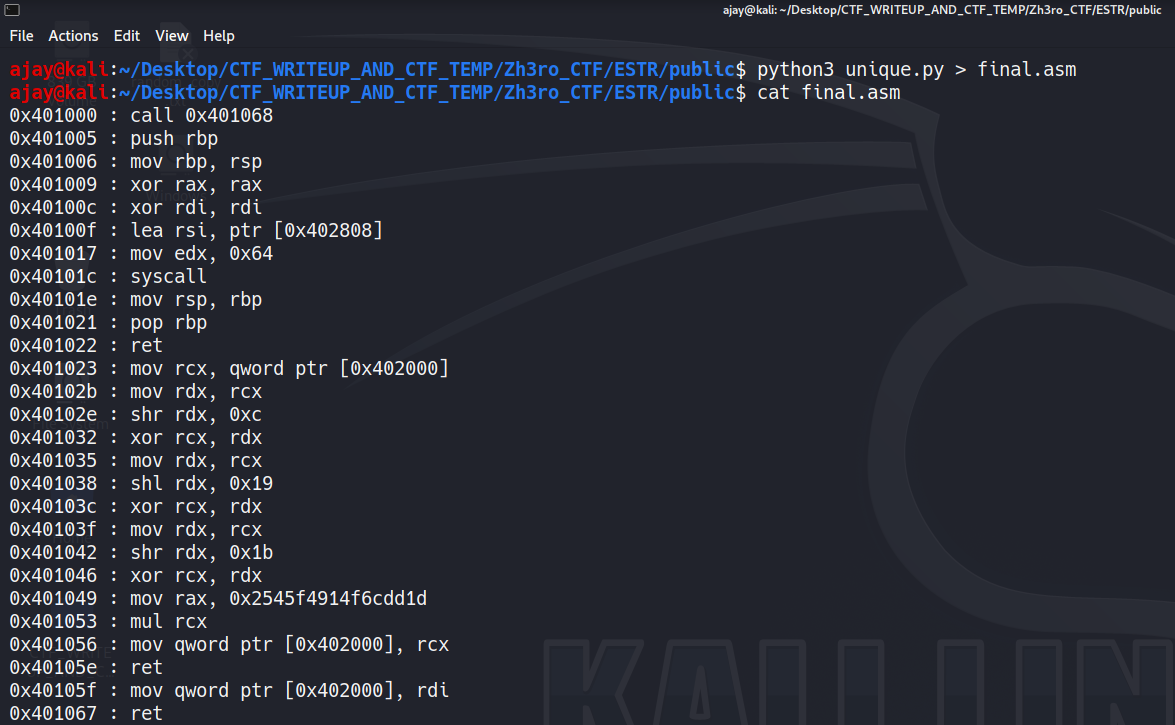 ajay@kali: ~/Desktop/CTF_WRITEUP_AND_CTF_TEMP/Zh3ro_CTF/ESTR/public
File Actions Edit View Help
ajay@kali:~/Desktop/CTF_WRITEUP_AND_CTF_TEMP/Zh3ro_CTF/ESTR/public$ python3 unique.py > final.asm
ajay@kali:~/Desktop/CTF_WRITEUP_AND_CTF_TEMP/Zh3ro_CTF/ESTR/public$ cat final.asm
0x401000 : call 0x401068
0x401005 : push rbp
0x401006 : mov rbp, rsp
0x401009 : xor rax, rax
0x40100c : xor rdi, rdi
0x40100f : lea rsi, ptr [0x402808]
0x401017 : mov edx, 0x64
0x40101c : syscall
0x40101e : mov rsp, rbp
0x401021 : pop rbp
0x401022 : ret
0x401023 : mov rcx, qword ptr [0x402000]
0x40102b : mov rdx, rcx
0x40102e : shr rdx, 0xc
0x401032 : xor rcx, rdx
0x401035 : mov rdx, rcx
0x401038 : shl rdx, 0x19
0x40103c : xor rcx, rdx
0x40103f : mov rdx, rcx
0x401042 : shr rdx, 0x1b
0x401046 : xor rcx, rdx
0x401049 : mov rax, 0x2545f4914f6cdd1d
0x401053 : mul rcx
0x401056 : mov qword ptr [0x402000], rcx
0x40105e : ret
0x40105f : mov qword ptr [0x402000], rdi
0x401067 : ret
KALI LIN